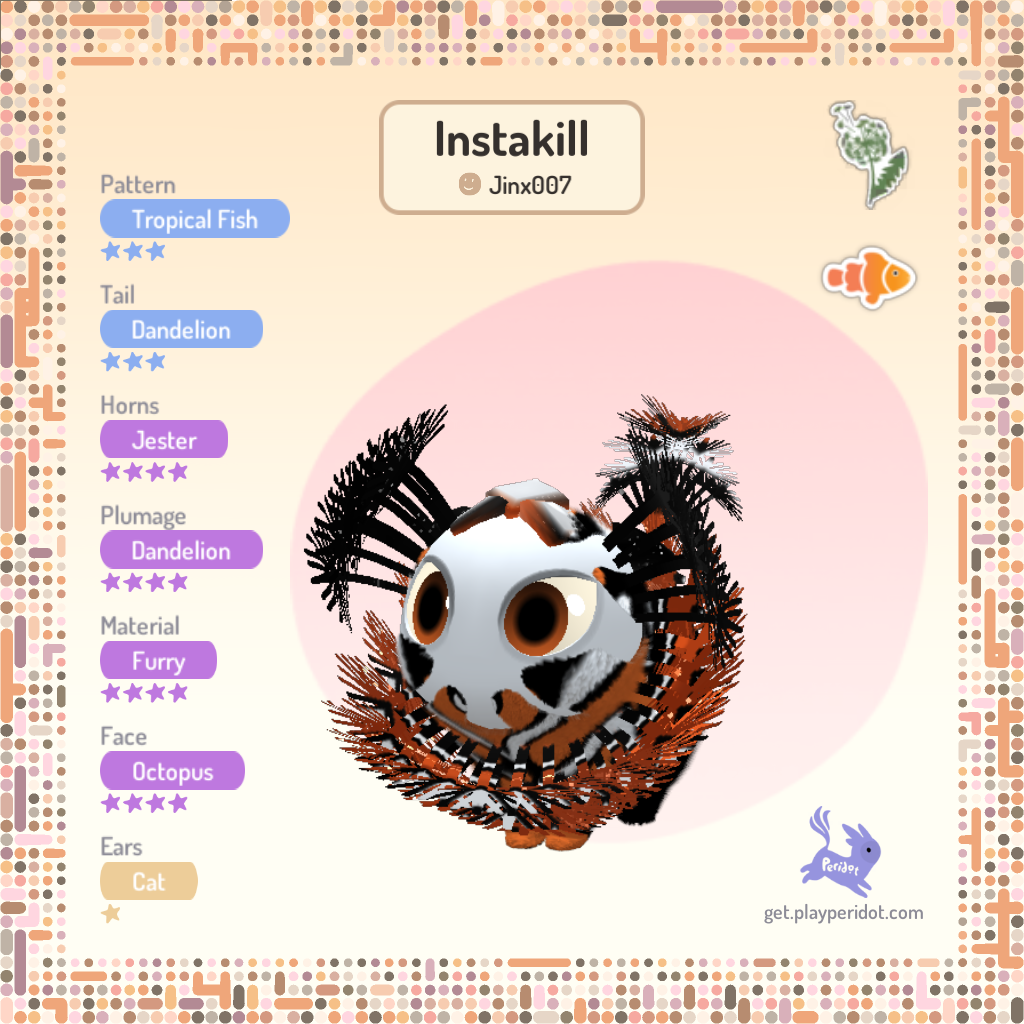 Instakill
Jinx007
Pattern
Tropical Fish
Tail
Dandelion
Horns
Jester
Plumage
Dandelion
Material
Furry
Face
Octopus
Ears
Cat
Peridot
get.playperidot.com